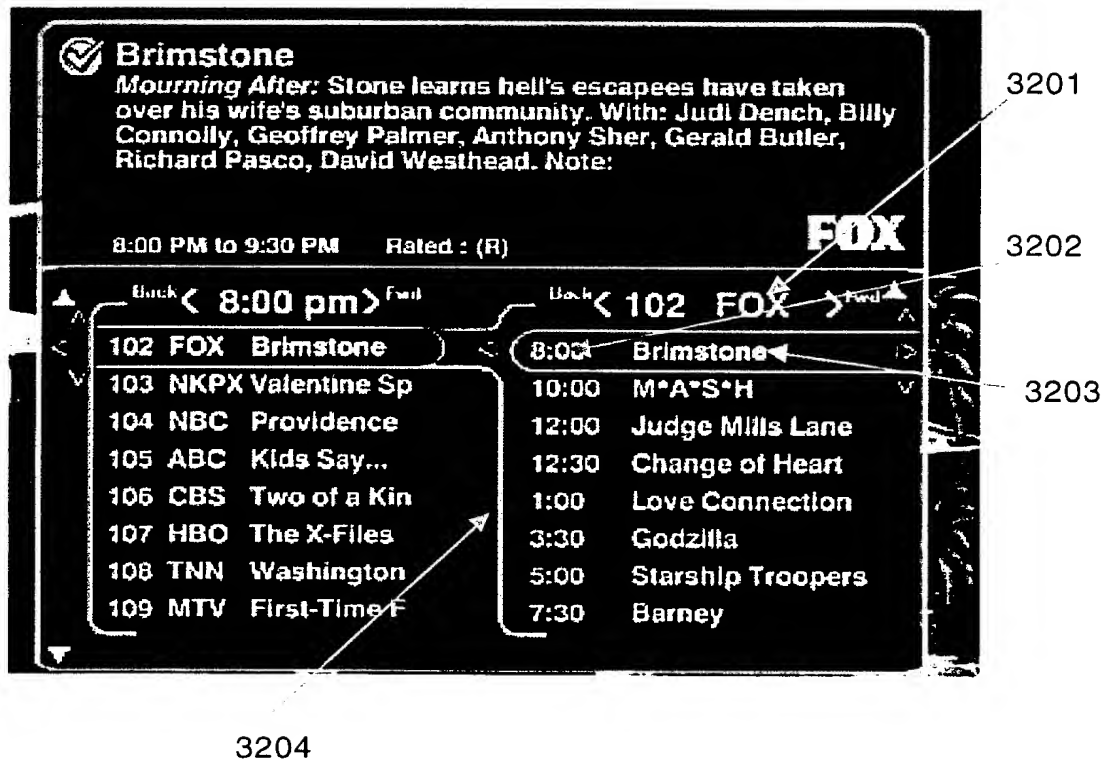 Brimstone
Mourning After: Stone learns hell's escapees have taken
over his wife's suburban community. With: Judi Dench, Billy
Connolly, Geoffrey Palmer, Anthony Sher, Gerald Butler,
Richard Pasco, David Westhead. Note:
FOX
8:00 PM to 9:30 PM Rated : (R)
Back < 8:00 pm > Fwd
102 FOX Brimstone
103 NKPX Valentine Sp
104 NBC Providence
105 ABC Kids Say...
106 CBS Two of a Kin
107 HBO The X-Files
108 TNN Washington
109 MTV First-Time F
Back < 102 FOX > Fwd
8:00 Brimstone
10:00 M*A*S*H
12:00 Judge Mills Lane
12:30 Change of Heart
1:00 Love Connection
3:30 Godzilla
5:00 Starship Troopers
7:30 Barney
3201
3202
3203
3204